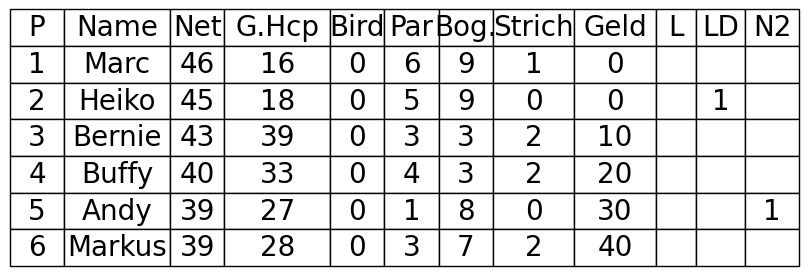 P Name Net G.Hcp Bird Par Bog. Strich Geld L LD N2
1 Marc 46 16 0 6 9 1 0
2 Heiko 45 18 0 5 9 0 0 1
3 Bernie 43 39 0 3 3 2 10
4 Buffy 40 33 0 4 3 2 20
5 Andy 39 27 0 1 8 0 30 1
6 Markus 39 28 0 3 7 2 40